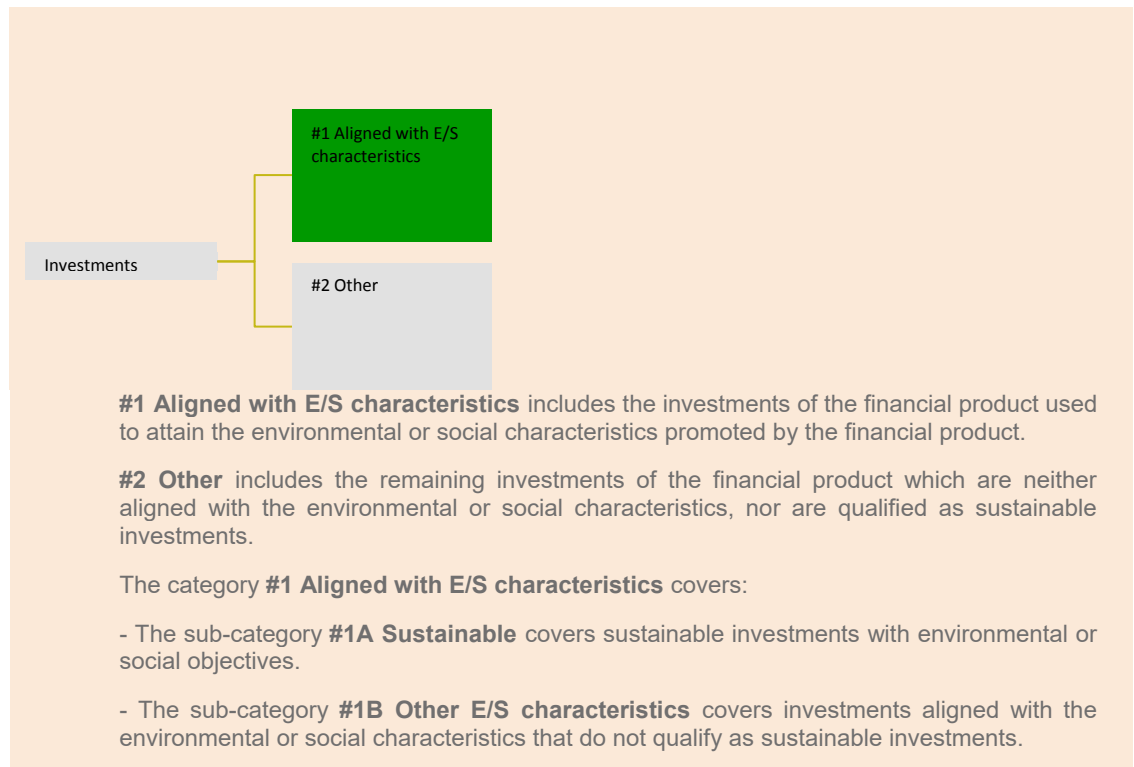 #1 Aligned with E/S
characteristics
Investments
#2 Other
#1 Aligned with E/S characteristics includes the investments of the financial product used
to attain the environmental or social characteristics promoted by the financial product.
#2 Other includes the remaining investments of the financial product which are neither
aligned with the environmental or social characteristics, nor are qualified as sustainable
investments.
The category #1 Aligned with E/S characteristics covers:
- The sub-category #1A Sustainable covers sustainable investments with environmental or
social objectives.
- The sub-category #1B Other E/S characteristics covers investments aligned with the
environmental or social characteristics that do not qualify as sustainable investments.